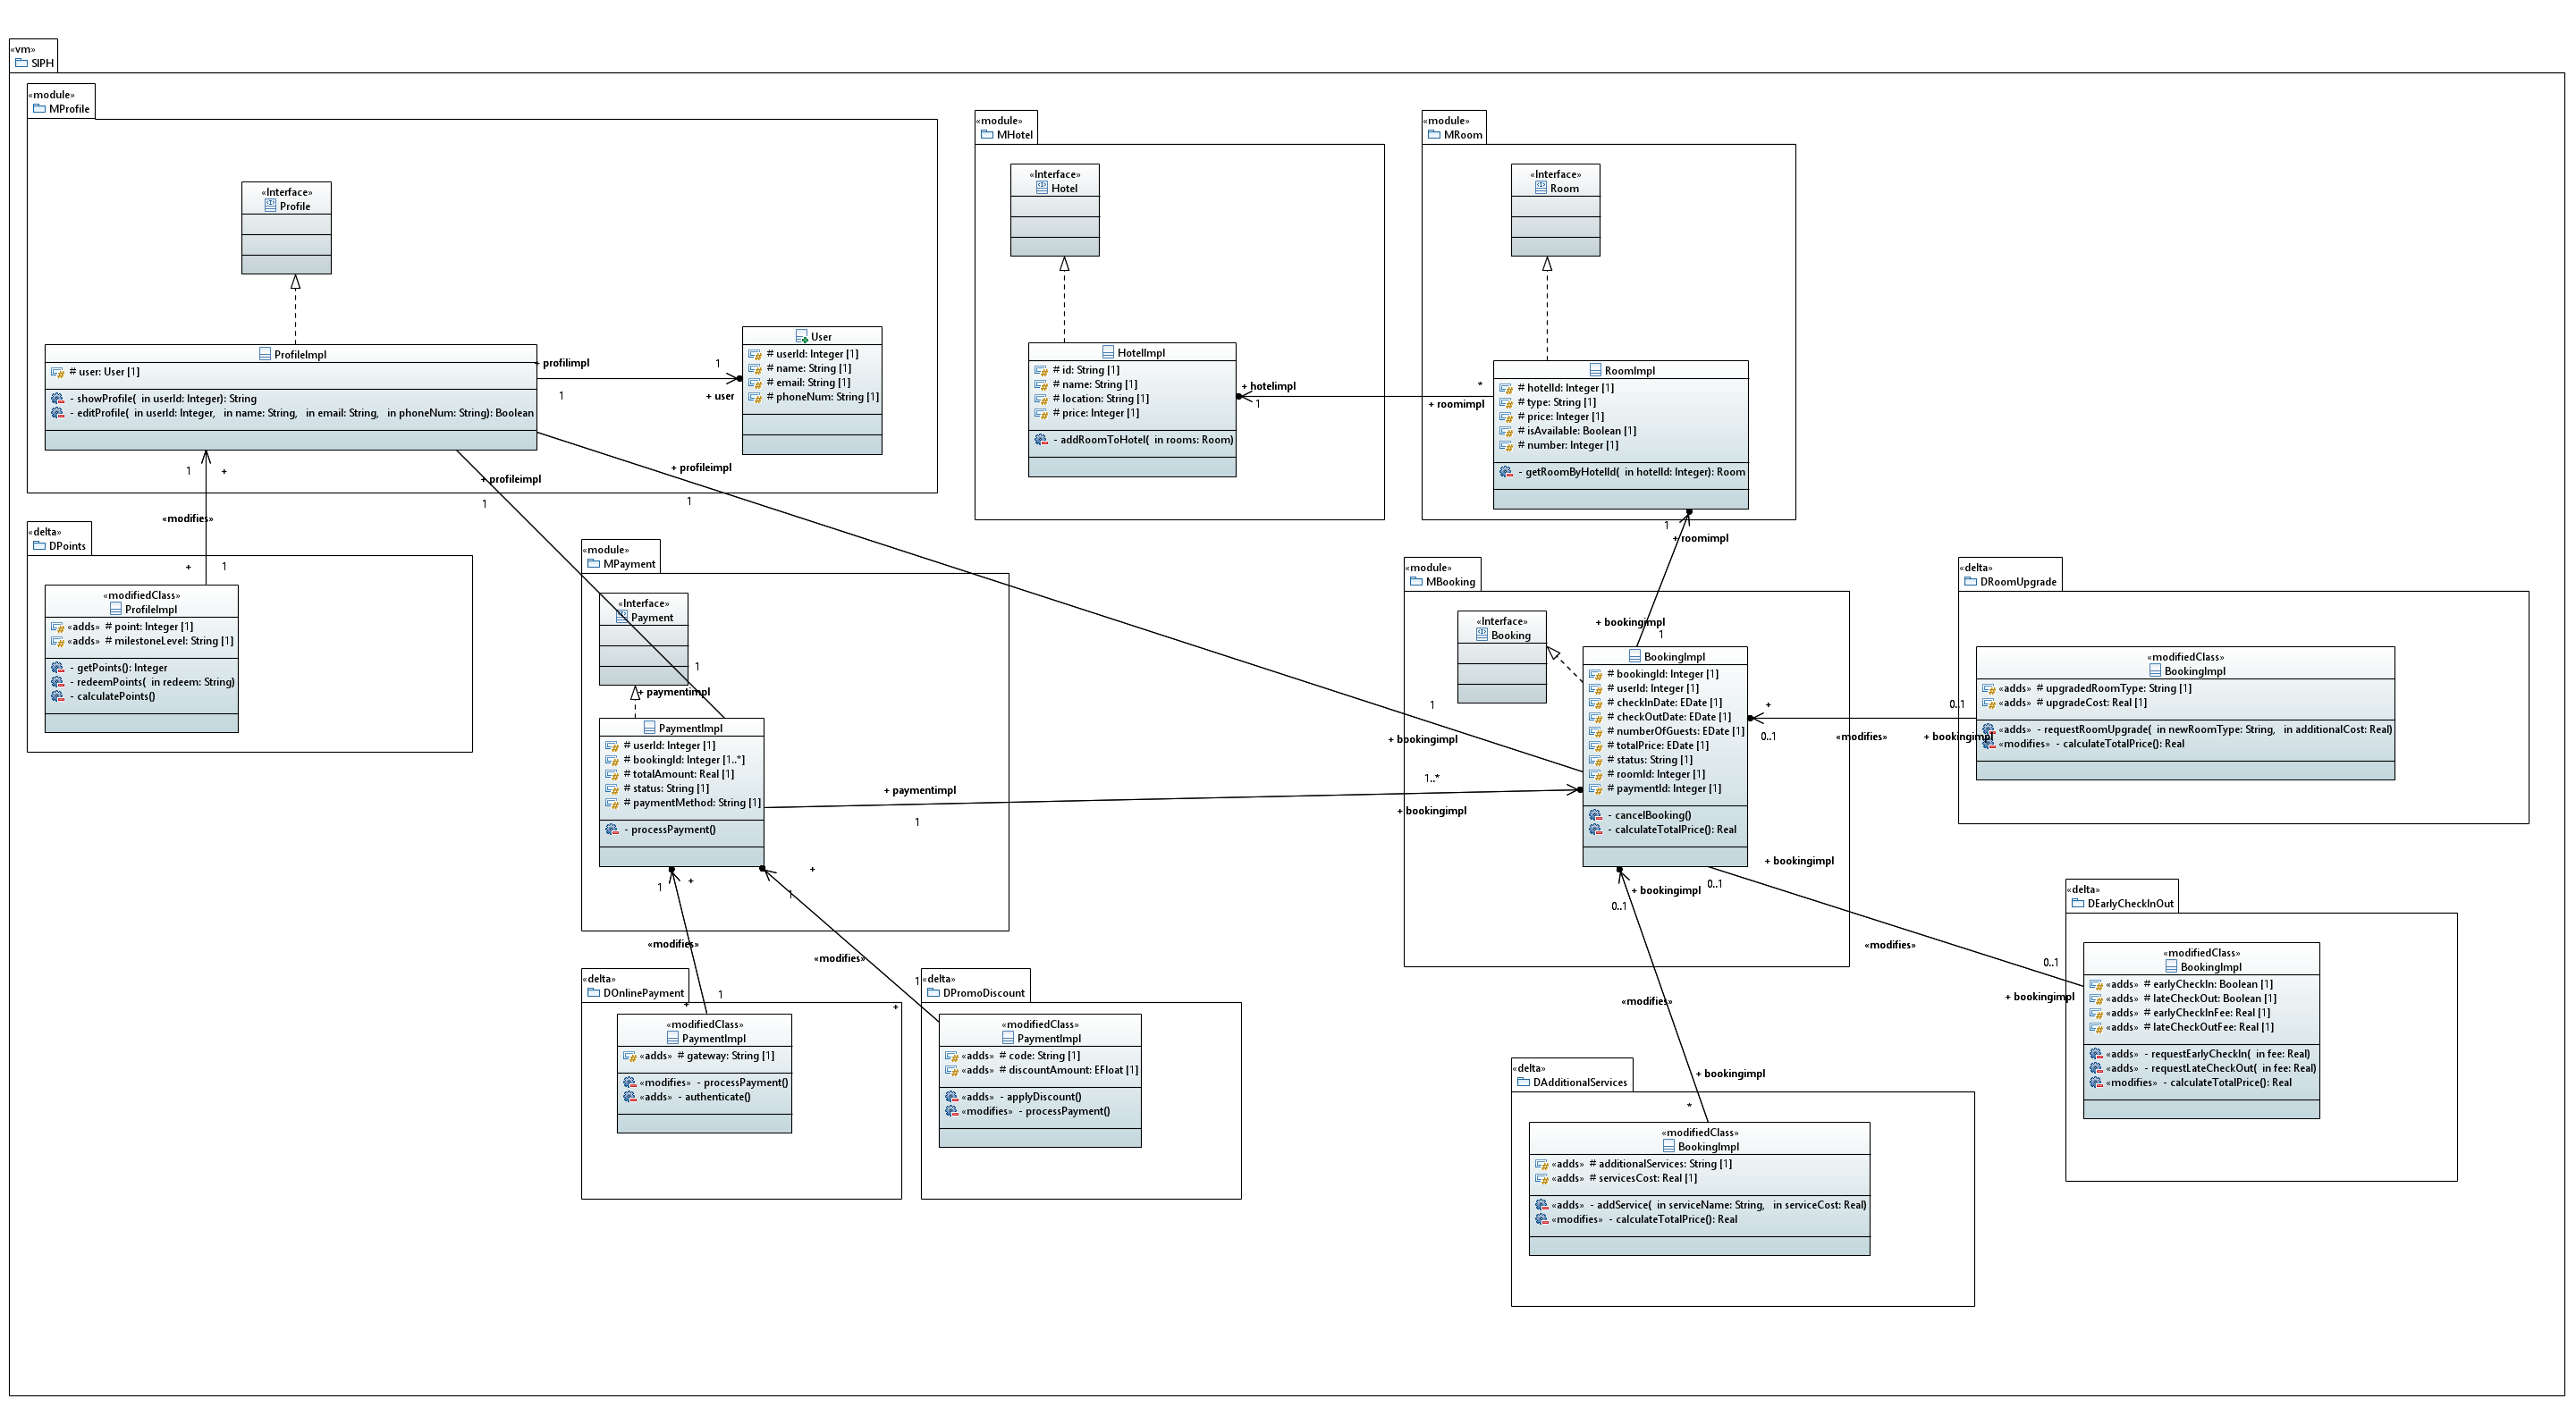 «vm»
SIPH
«module»
MProfile
«Interface»
Profile
ProfileImpl
# user: User [1]
- showProfile( in userId: Integer): String
- editProfile( in userId: Integer, in name: String, in email: String, in phoneNum: String): Boolean
+ profilimpl
1
1
+ user
User
# userId: Integer [1]
# name: String [1]
# email: String [1]
# phoneNum: String [1]
«module»
MHotel
«Interface»
Hotel
HotelImpl
# id: String [1]
# name: String [1]
# location: String [1]
# price: Integer [1]
- addRoomToHotel( in rooms: Room)
+ hotelimpl
1
*
+ roomimpl
«module»
MRoom
«Interface»
Room
RoomImpl
# hotelId: Integer [1]
# type: String [1]
# price: Integer [1]
# isAvailable: Boolean [1]
# number: Integer [1]
- getRoomByHotelId( in hotelId: Integer): Room
1
+ roomimpl
+ bookingimpl
1
1
+
«modifies»
+
1
+ profileimpl
1
+ profileimpl
1
«delta»
DPoints
«modifiedClass»
ProfileImpl
«adds» # point: Integer [1]
«adds» # milestoneLevel: String [1]
- getPoints(): Integer
- redeemPoints( in redeem: String)
- calculatePoints()
«module»
MPayment
«Interface»
Payment
1
+ paymentimpl
PaymentImpl
# userId: Integer [1]
# bookingId: Integer [1..*]
# totalAmount: Real [1]
# status: String [1]
# paymentMethod: String [1]
- processPayment()
+ paymentimpl
1
1
+ bookingimpl
1..*
+ bookingimpl
«module»
MBooking
«Interface»
Booking
BookingImpl
# bookingId: Integer [1]
# userId: Integer [1]
# checkInDate: EDate [1]
# checkOutDate: EDate [1]
# numberOfGuests: EDate [1]
# totalPrice: EDate [1]
# status: String [1]
# roomId: Integer [1]
# paymentId: Integer [1]
- cancelBooking()
- calculateTotalPrice(): Real
+
0..1
«modifies»
0..1
+ bookingimpl
«delta»
DRoomUpgrade
«modifiedClass»
BookingImpl
«adds» # upgradedRoomType: String [1]
«adds» # upgradeCost: Real [1]
«adds» - requestRoomUpgrade( in newRoomType: String, in additionalCost: Real)
«modifies» - calculateTotalPrice(): Real
+ bookingimpl
0..1
«modifies»
0..1
+ bookingimpl
«delta»
DEarlyCheckInOut
«modifiedClass»
BookingImpl
«adds» # earlyCheckIn: Boolean [1]
«adds» # lateCheckOut: Boolean [1]
«adds» # earlyCheckInFee: Real [1]
«adds» # lateCheckOutFee: Real [1]
«adds» - requestEarlyCheckIn( in fee: Real)
«adds» - requestLateCheckOut( in fee: Real)
«modifies» - calculateTotalPrice(): Real
1
+
«modifies»
1
+
+
1
«modifies»
1
+
«delta»
DOnlinePayment
«modifiedClass»
PaymentImpl
«adds» # gateway: String [1]
«modifies» - processPayment()
«adds» - authenticate()
«delta»
DPromoDiscount
«modifiedClass»
PaymentImpl
«adds» # code: String [1]
«adds» # discountAmount: EFloat [1]
«adds» - applyDiscount()
«modifies» - processPayment()
+ bookingimpl
0..1
«modifies»
+ bookingimpl
*
«delta»
DAdditionalServices
«modifiedClass»
BookingImpl
«adds» # additionalServices: String [1]
«adds» # servicesCost: Real [1]
«adds» - addService( in serviceName: String, in serviceCost: Real)
«modifies» - calculateTotalPrice(): Real